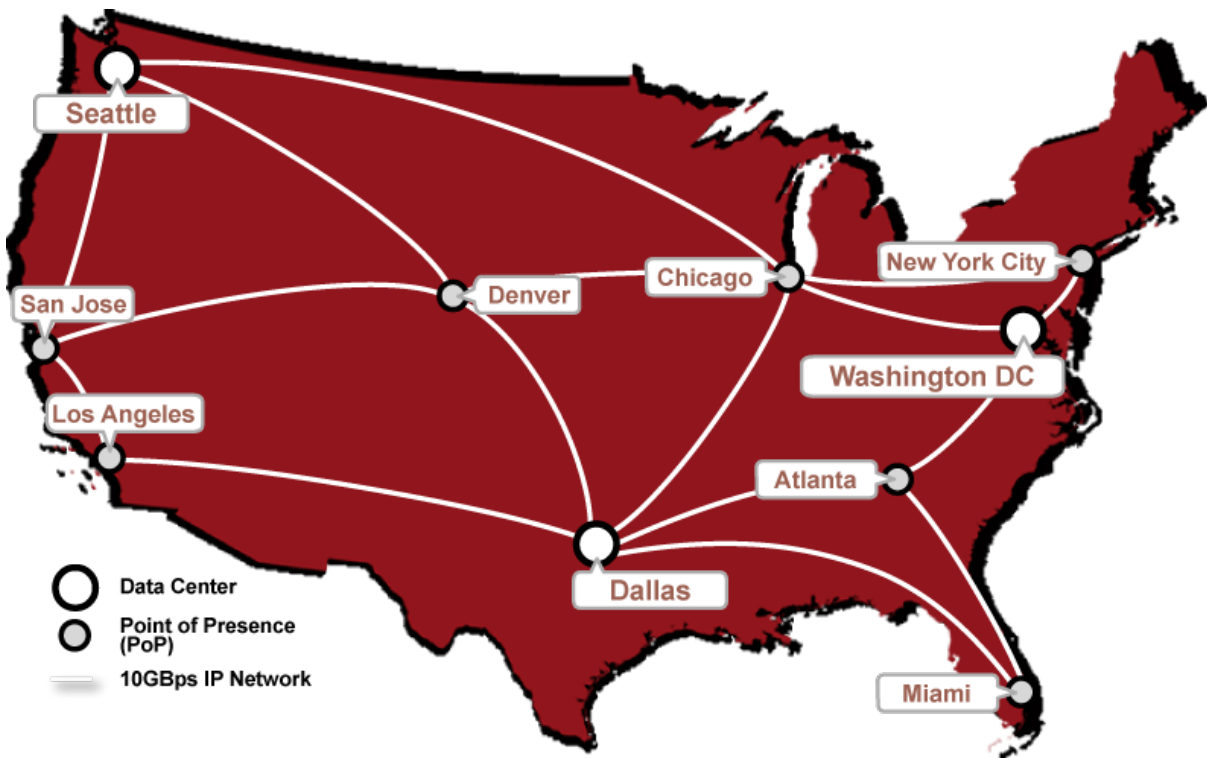 Seattle
New York City
Chicago
Denver
San Jose
Washington DC
Los Angeles
Atlanta
Dallas
Miami
Data Center
Point of Presence
(PoP)
10GBps IP Network